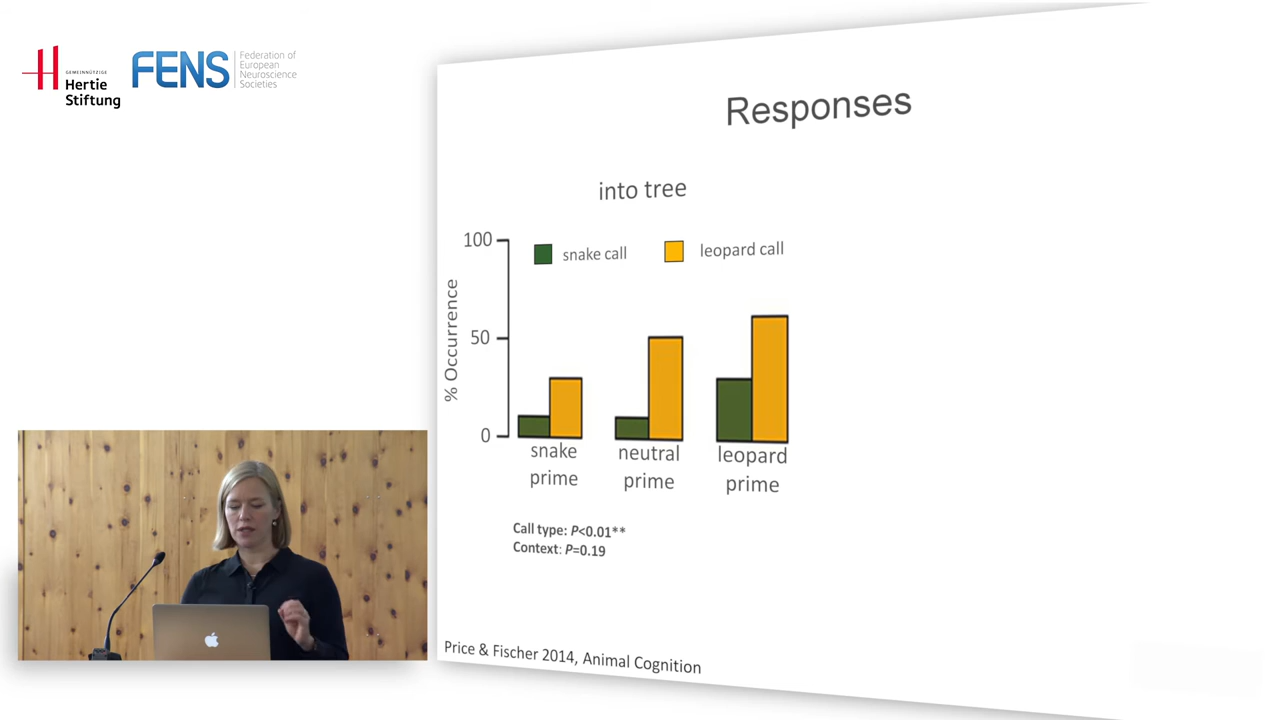 GEMEINNÜTZIGE
Hertie
Stiftung
FENS
Federation of
European
Neuroscience
Societies
Responses
into tree
snake call
leopard call
100
50
0
% Occurrence
snake
prime
neutral
prime
leopard
prime
Call type: P<0.01**
Context: P=0.19
Price & Fischer 2014, Animal Cognition